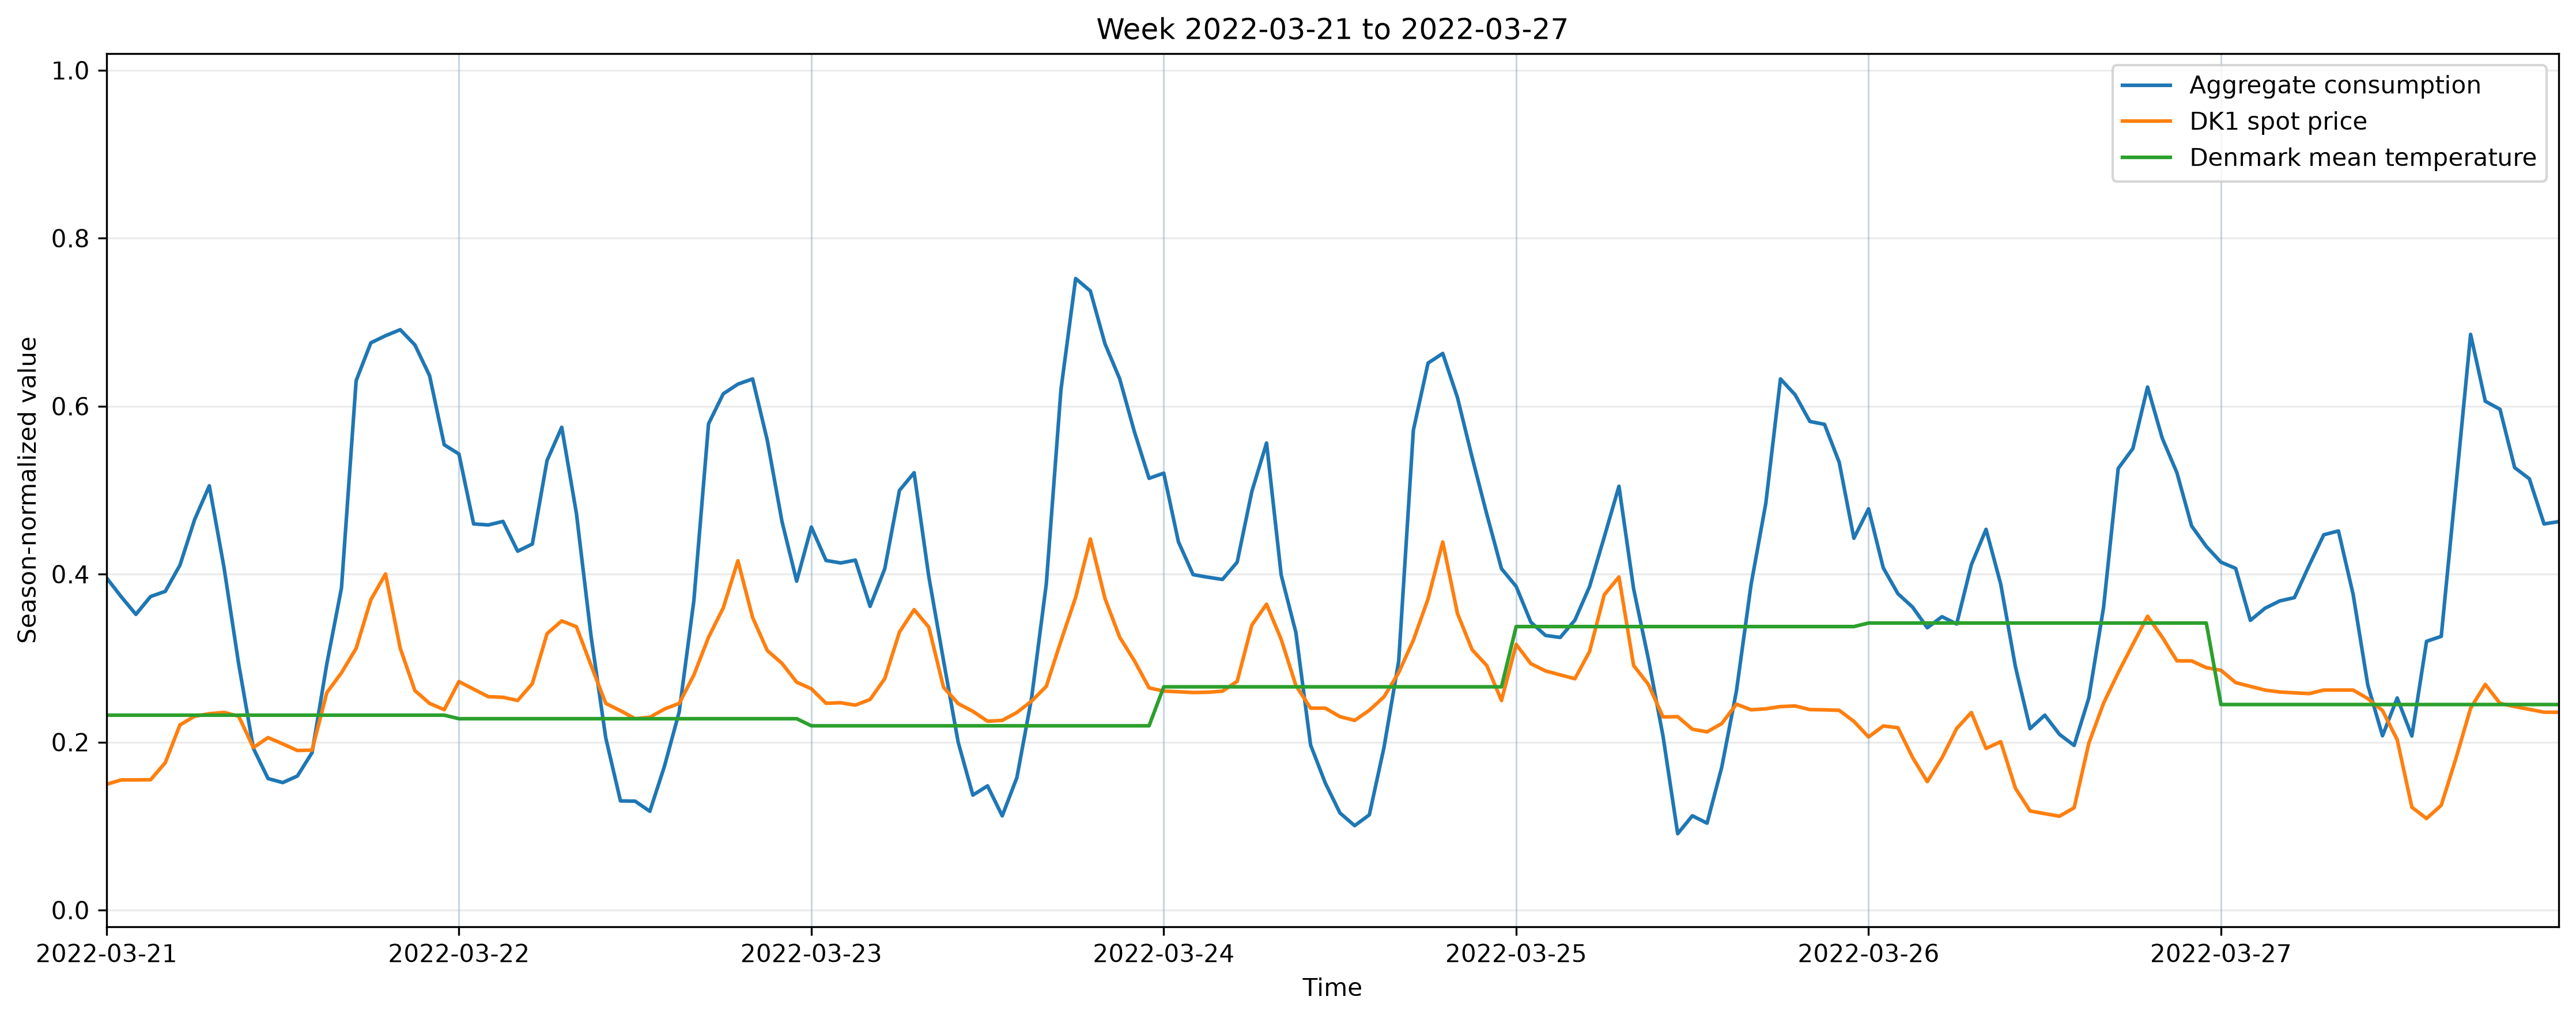 Week 2022-03-21 to 2022-03-27
Aggregate consumption
DK1 spot price
Denmark mean temperature
Season-normalized value
1.0
0.8
0.6
0.4
0.2
0.0
2022-03-21 2022-03-22 2022-03-23 2022-03-24 2022-03-25 2022-03-26 2022-03-27
Time